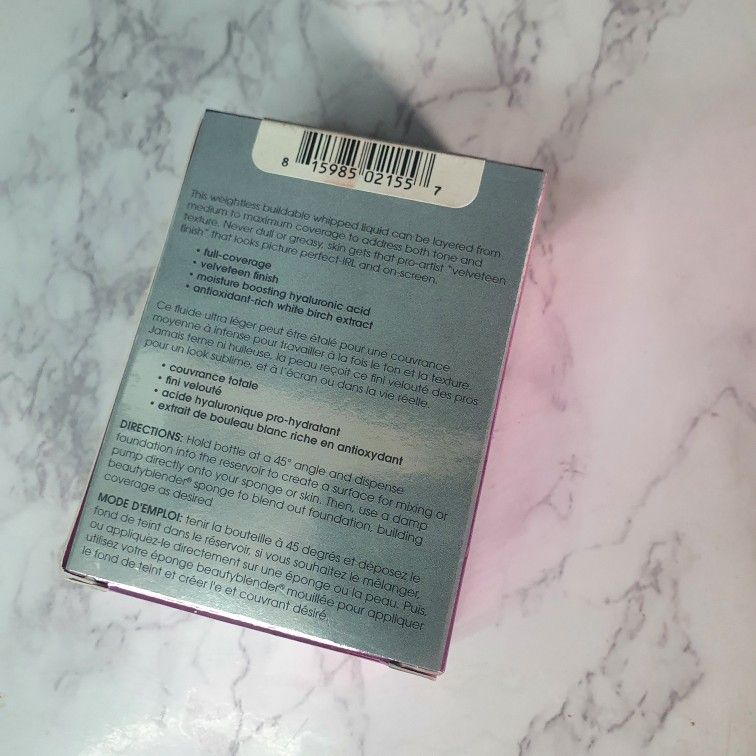 8 15985 02155 7
This weightless buildable whipped liquid can be layered from
medium to maximum coverage to address both tone and
texture. Never dull or greasy, skin gets that pro-artist "velveteen
finish" that looks picture perfect-IRL and on-screen.
• full-coverage
• velveteen finish
• moisture boosting hyaluronic acid
• antioxidant-rich white birch extract
Ce fluide ultra léger peut être étalé pour une couvrance
moyenne à intense pour travailler à la fois le ton et la texture.
Jamais terne ni huileuse, la peau reçoit ce fini velouté des pros
pour un look sublime, et à l'écran ou dans la vie réelle.
• couvrance totale
• fini velouté
• acide hyaluronique pro-hydratant
• extrait de bouleau blanc riche en antioxydant
DIRECTIONS: Hold bottle at a 45° angle and dispense
foundation into the reservoir to create a surface for mixing or
pump directly onto your sponge or skin. Then, use a damp
beautyblender® sponge to blend out foundation, building
coverage as desired
MODE D'EMPLOI: tenir la bouteille à 45 degrés et déposez le
fond de teint dans le réservoir, si vous souhaitez le mélanger,
ou appliquez-le directement sur une éponge ou la peau. Puis,
utilisez votre éponge beautyblender® mouillée pour appliquer
le fond de teint et créer l'e et couvrant désiré.